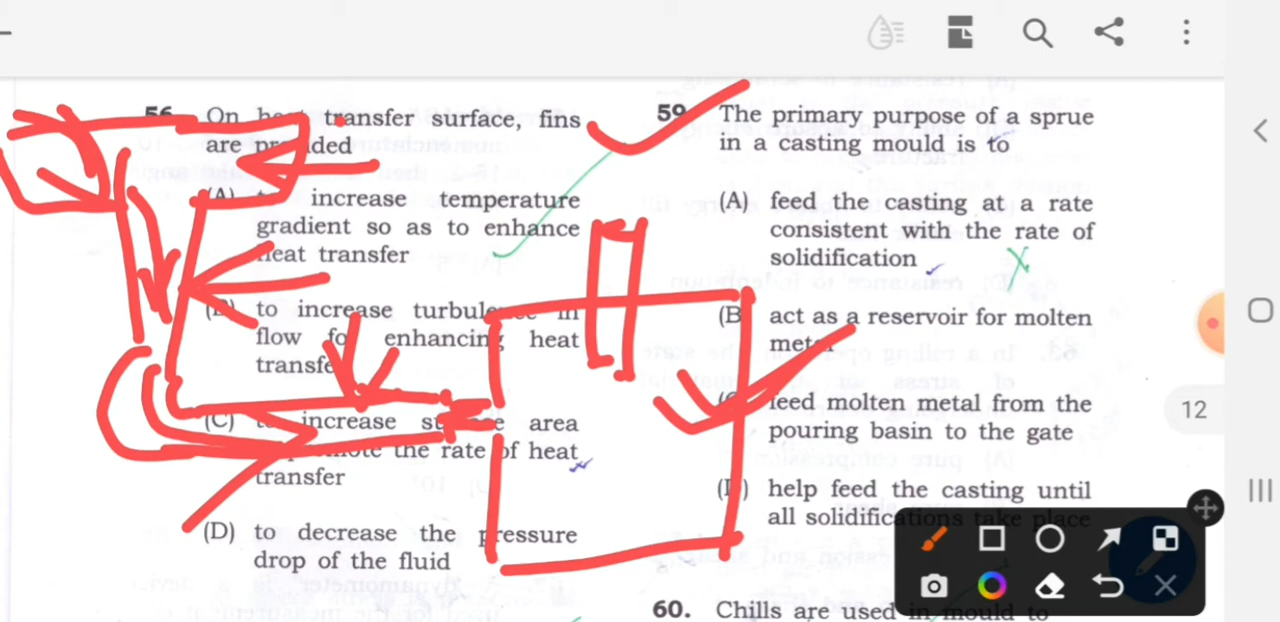 56 On heat transfer surface, fins
are provided
(A) to increase temperature
gradient so as to enhance
heat transfer
(B) to increase turbulence in
flow for enhancing heat
transfer
(C) to increase surface area
promote the rate of heat
transfer
(D) to decrease the pressure
drop of the fluid
59 The primary purpose of a sprue
in a casting mould is to
(A) feed the casting at a rate
consistent with the rate of
solidification
(B) act as a reservoir for molten
metal
(C) feed molten metal from the
pouring basin to the gate
(D) help feed the casting until
all solidifications take place
60. Chills are used in mould to
12